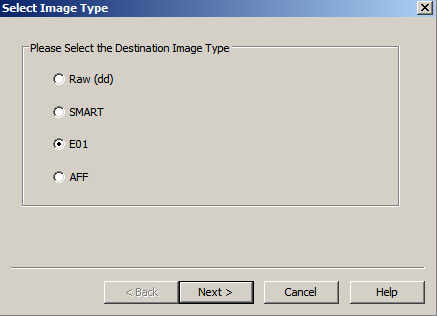 Select Image Type
Please Select the Destination Image Type
Raw (dd)
SMART
E01
AFF
< Back Next > Cancel Help